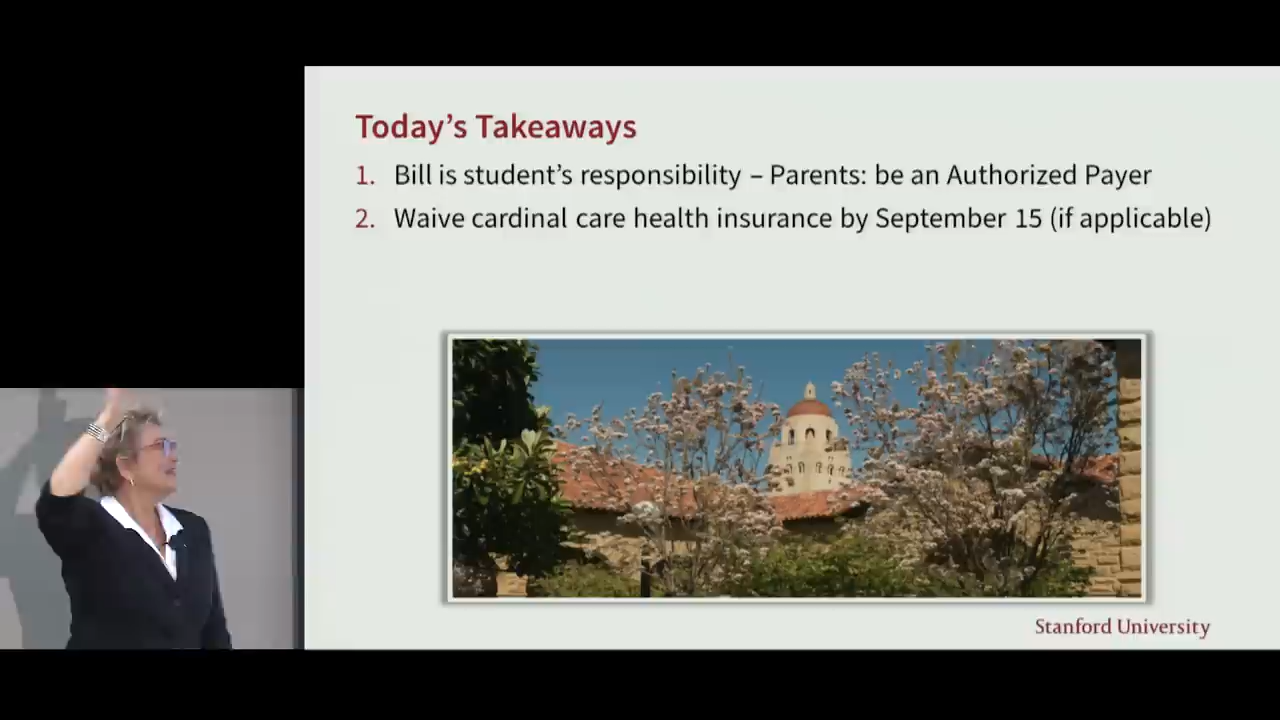 Today’s Takeaways
1. Bill is student’s responsibility – Parents: be an Authorized Payer
2. Waive cardinal care health insurance by September 15 (if applicable)
Stanford University